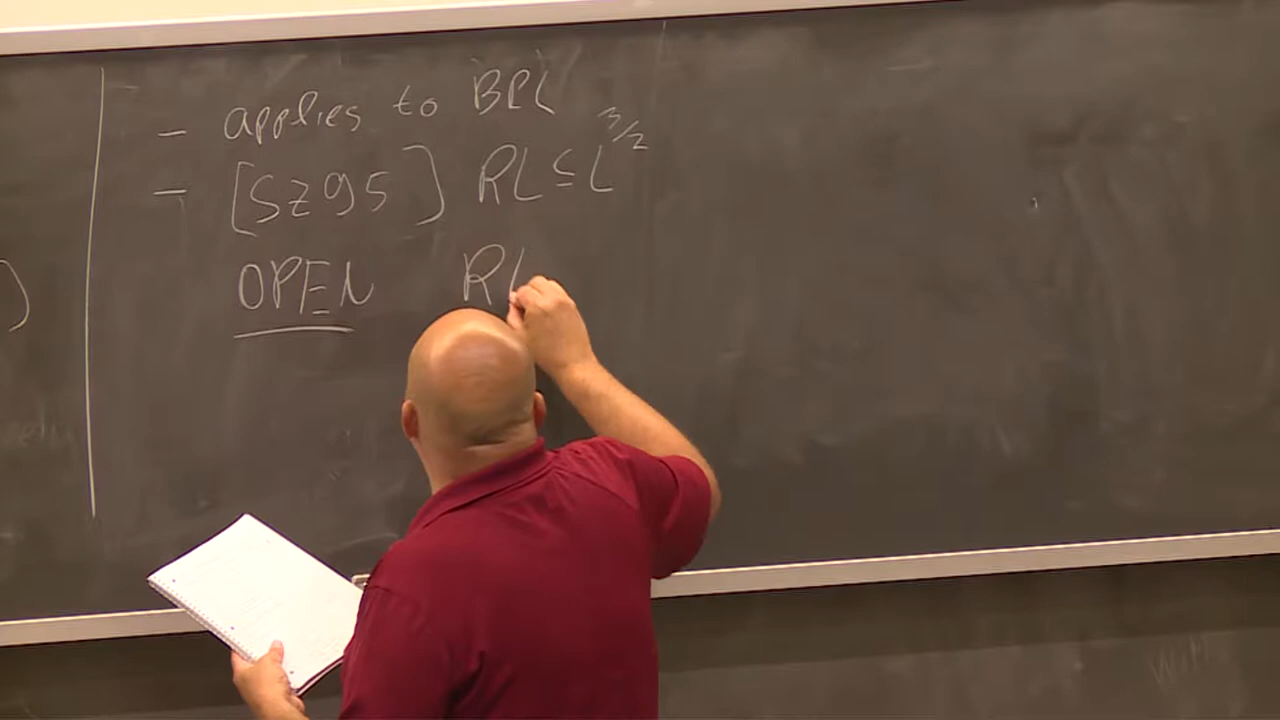 - applies to BPL
- [SZ95] RL ⊆ L^{3/2}
OPEN RL
)